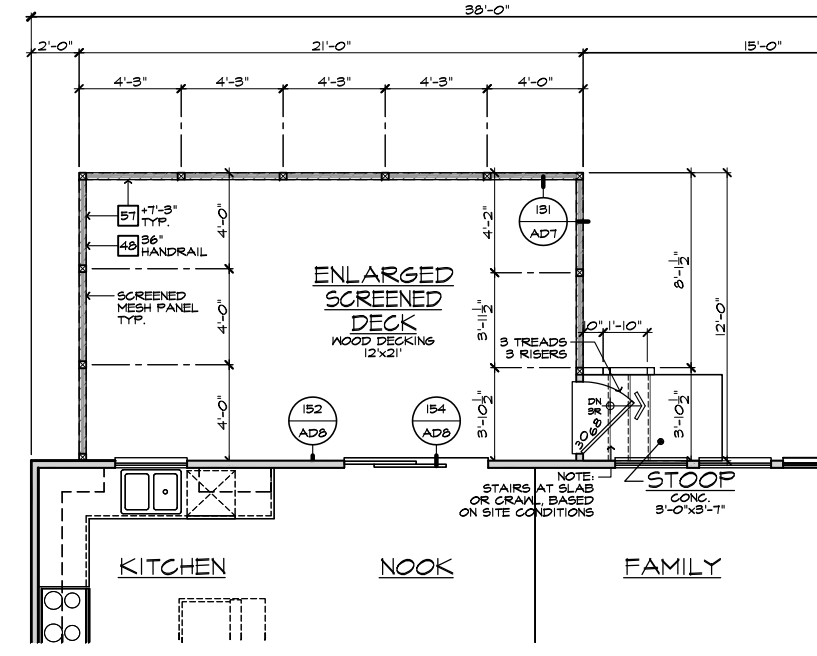 38'-0"
2'-0"
21'-0"
15'-0"
4'-3"
4'-3"
4'-3"
4'-3"
4'-0"
57
+7'-3"
TYP.
48
36"
HANDRAIL
SCREENED
MESH PANEL
TYP.
4'-0"
4'-0"
4'-0"
ENLARGED
SCREENED
DECK
WOOD DECKING
12'x21'
4'-2"
3'-11 1/2"
3'-10 1/2"
131
AD7
152
AD8
154
AD8
8'-1 1/2"
12'-0"
10"
1'-10"
3 TREADS
3 RISERS
DN
3R
3068
3'-10 1/2"
NOTE:
STAIRS AT SLAB
OR CRAWL, BASED
ON SITE CONDITIONS
STOOP
CONC.
3'-0"x3'-7"
KITCHEN
NOOK
FAMILY